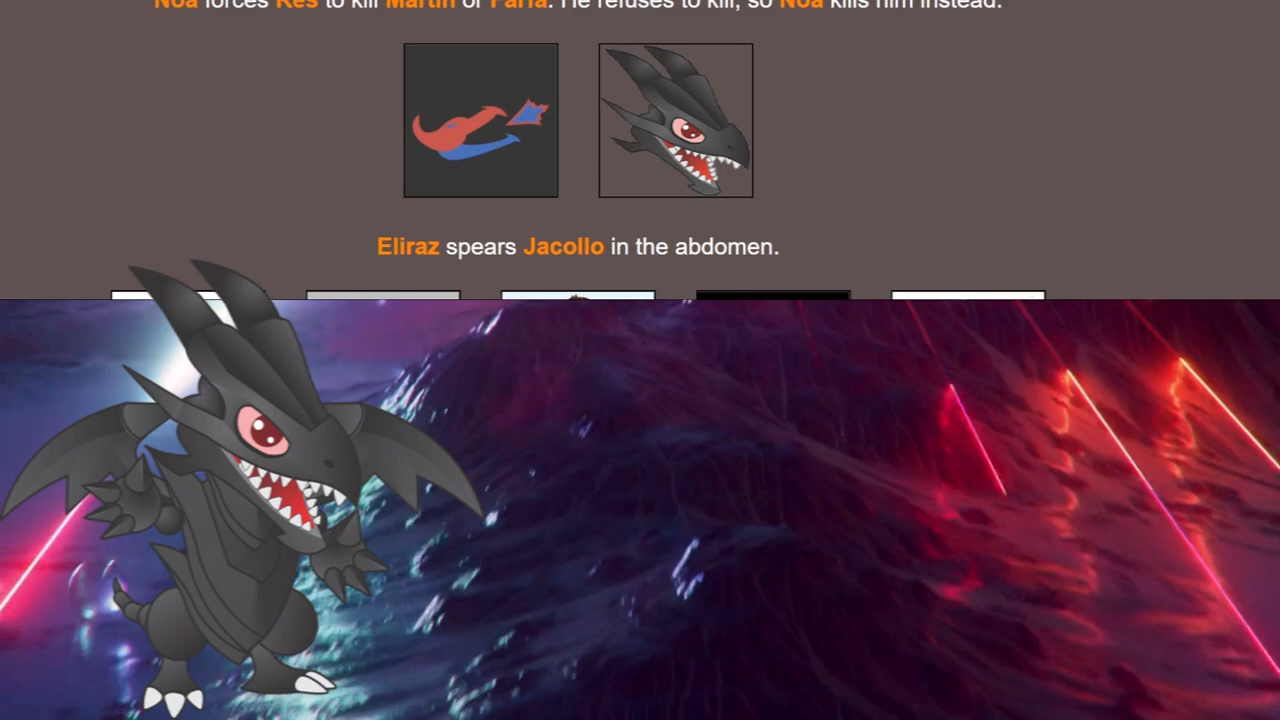 Noa forces Res to kill Martin or Farfa. He refuses to kill, so Noa kills him instead.
Eliraz spears Jacollo in the abdomen.